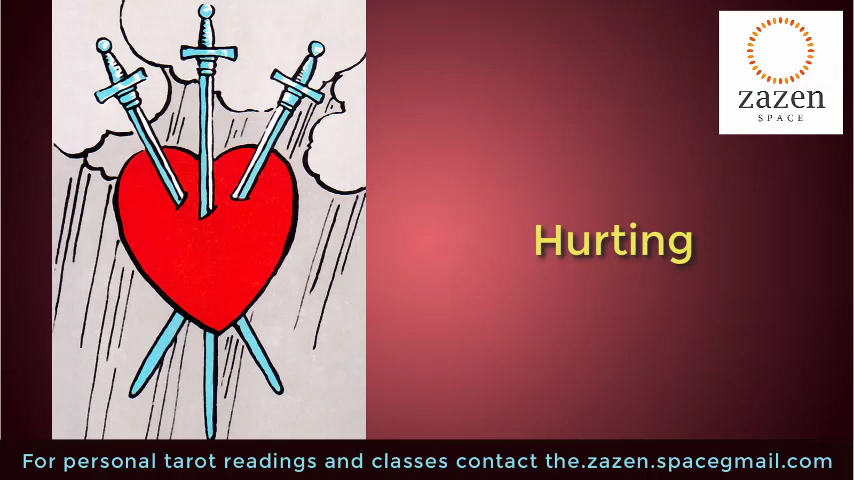 zazen
SPACE
Hurting
For personal tarot readings and classes contact the.zazen.spacegmail.com